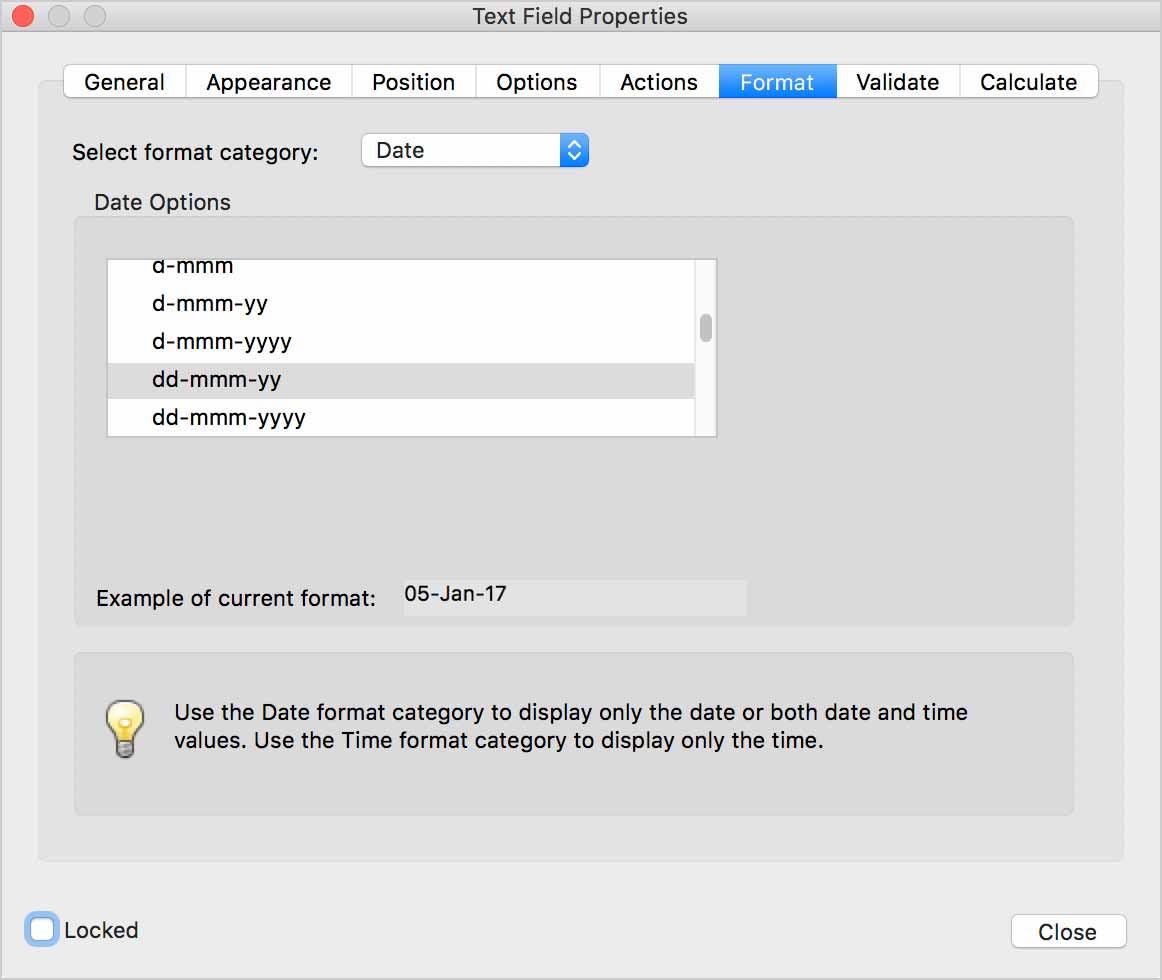 Text Field Properties
General Appearance Position Options Actions Format Validate Calculate
Select format category: Date
Date Options
d-mmm
d-mmm-yy
d-mmm-yyyy
dd-mmm-yy
dd-mmm-yyyy
Example of current format: 05-Jan-17
Use the Date format category to display only the date or both date and time
values. Use the Time format category to display only the time.
Locked
Close